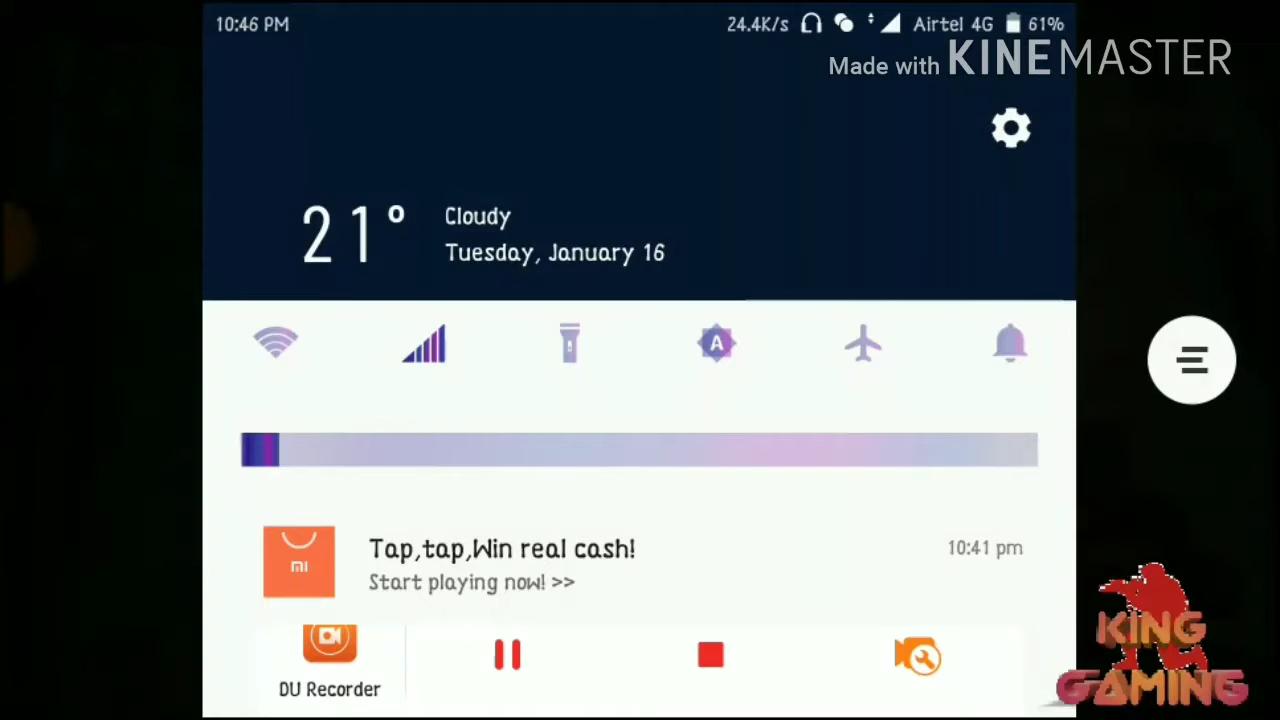 10:46 PM
24.4K/s
Airtel 4G
61%
Made with KINEMASTER
21°
Cloudy
Tuesday, January 16
A
mi
Tap,tap,Win real cash!
10:41 pm
Start playing now! >>
DU Recorder
KING
GAMING